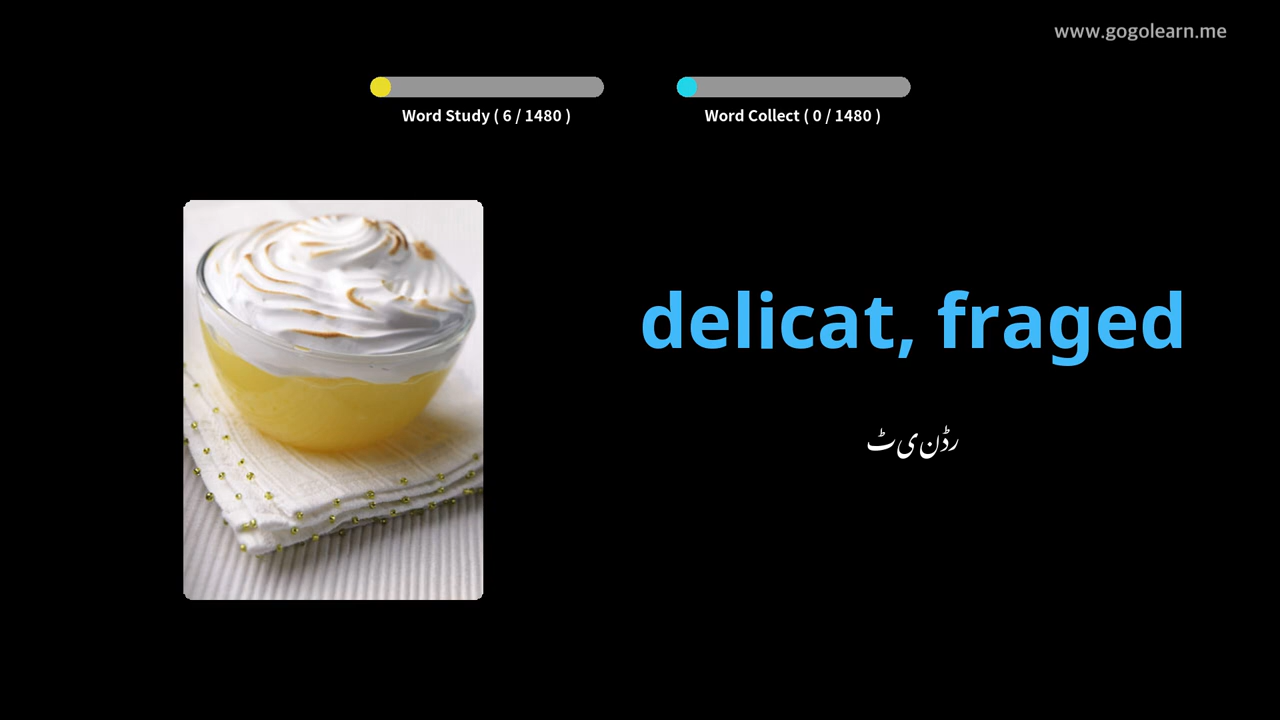 www.gogolearn.me
Word Study ( 6 / 1480 )
Word Collect ( 0 / 1480 )
delicat, fraged
رڈن ی ٹ